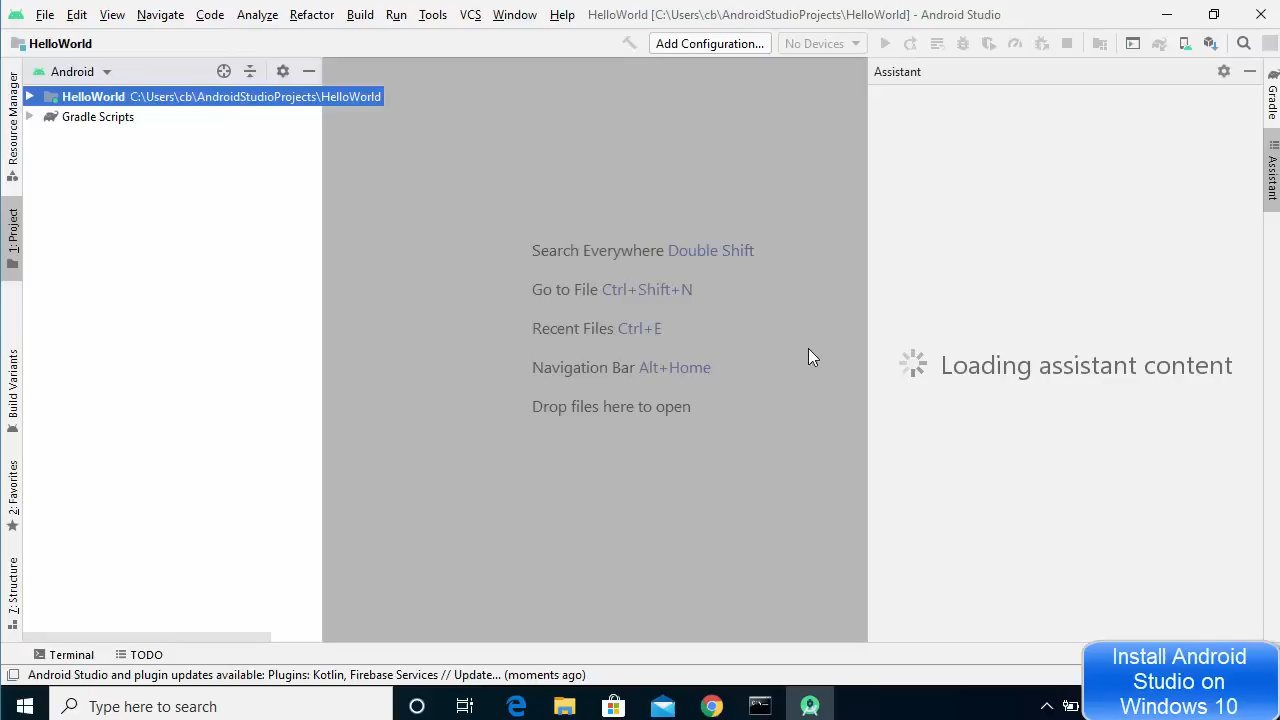 File Edit View Navigate Code Analyze Refactor Build Run Tools VCS Window Help HelloWorld [C:\Users\cb\AndroidStudioProjects\HelloWorld] - Android Studio
HelloWorld Add Configuration... No Devices
Android Assistant
HelloWorld C:\Users\cb\AndroidStudioProjects\HelloWorld
Gradle Scripts
Resource Manager
1: Project
Build Variants
2: Favorites
7: Structure
Search Everywhere Double Shift
Go to File Ctrl+Shift+N
Recent Files Ctrl+E
Navigation Bar Alt+Home
Drop files here to open
Loading assistant content
Gradle
Assistant
Terminal TODO
Android Studio and plugin updates available: Plugins: Kotlin, Firebase Services // Update... (moments ago)
Install Android
Studio on
Windows 10
Type here to search